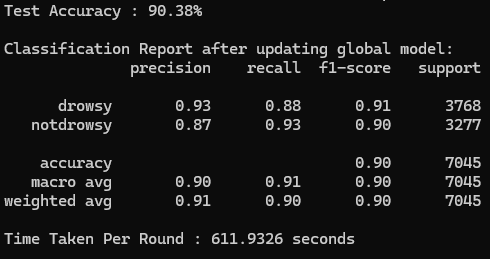 Test Accuracy : 90.38%
Classification Report after updating global model:
precision recall f1-score support
drowsy 0.93 0.88 0.91 3768
notdrowsy 0.87 0.93 0.90 3277
accuracy 0.90 7045
macro avg 0.90 0.91 0.90 7045
weighted avg 0.91 0.90 0.90 7045
Time Taken Per Round : 611.9326 seconds